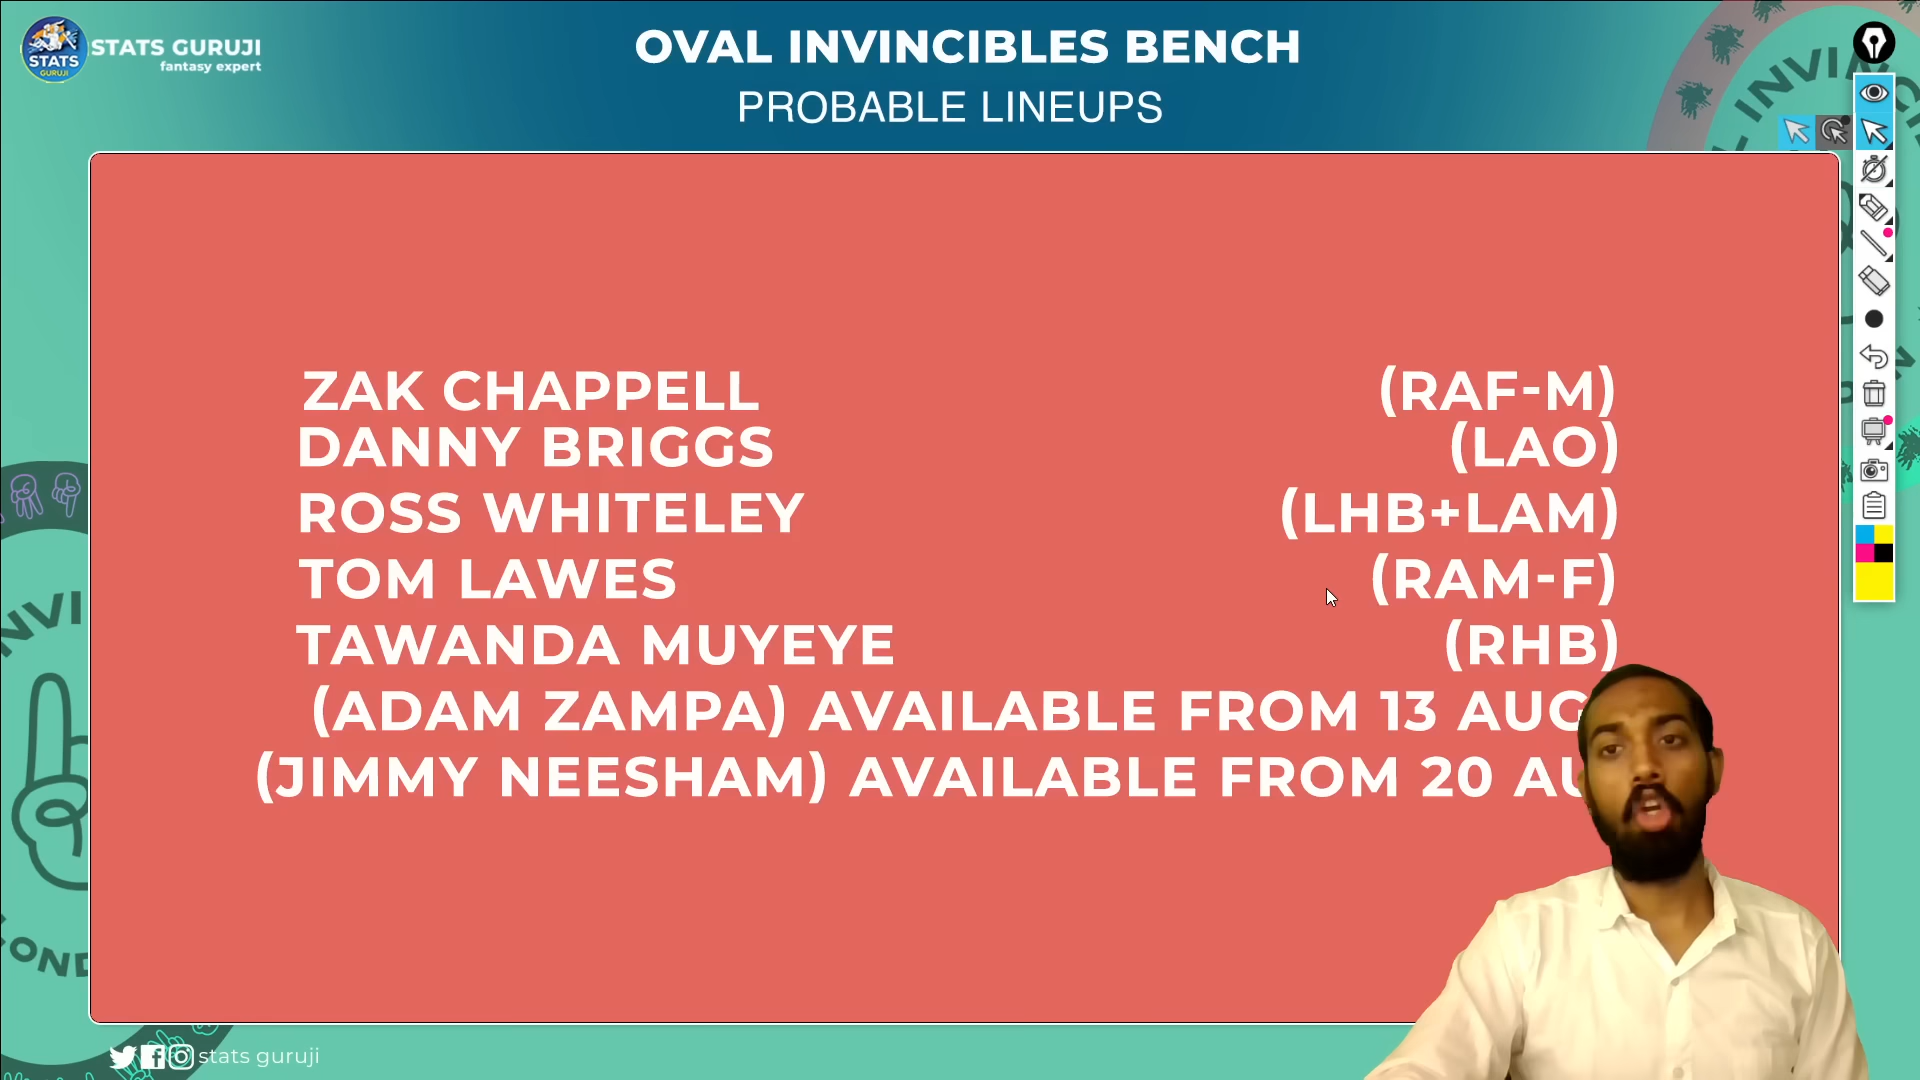 STATS GURUJI
fantasy expert
STATS
GURUJI
OVAL INVINCIBLES BENCH
PROBABLE LINEUPS
ZAK CHAPPELL (RAF-M)
DANNY BRIGGS (LAO)
ROSS WHITELEY (LHB+LAM)
TOM LAWES (RAM-F)
TAWANDA MUYEYE (RHB)
(ADAM ZAMPA) AVAILABLE FROM 13 AUG
(JIMMY NEESHAM) AVAILABLE FROM 20 AU
stats guruji